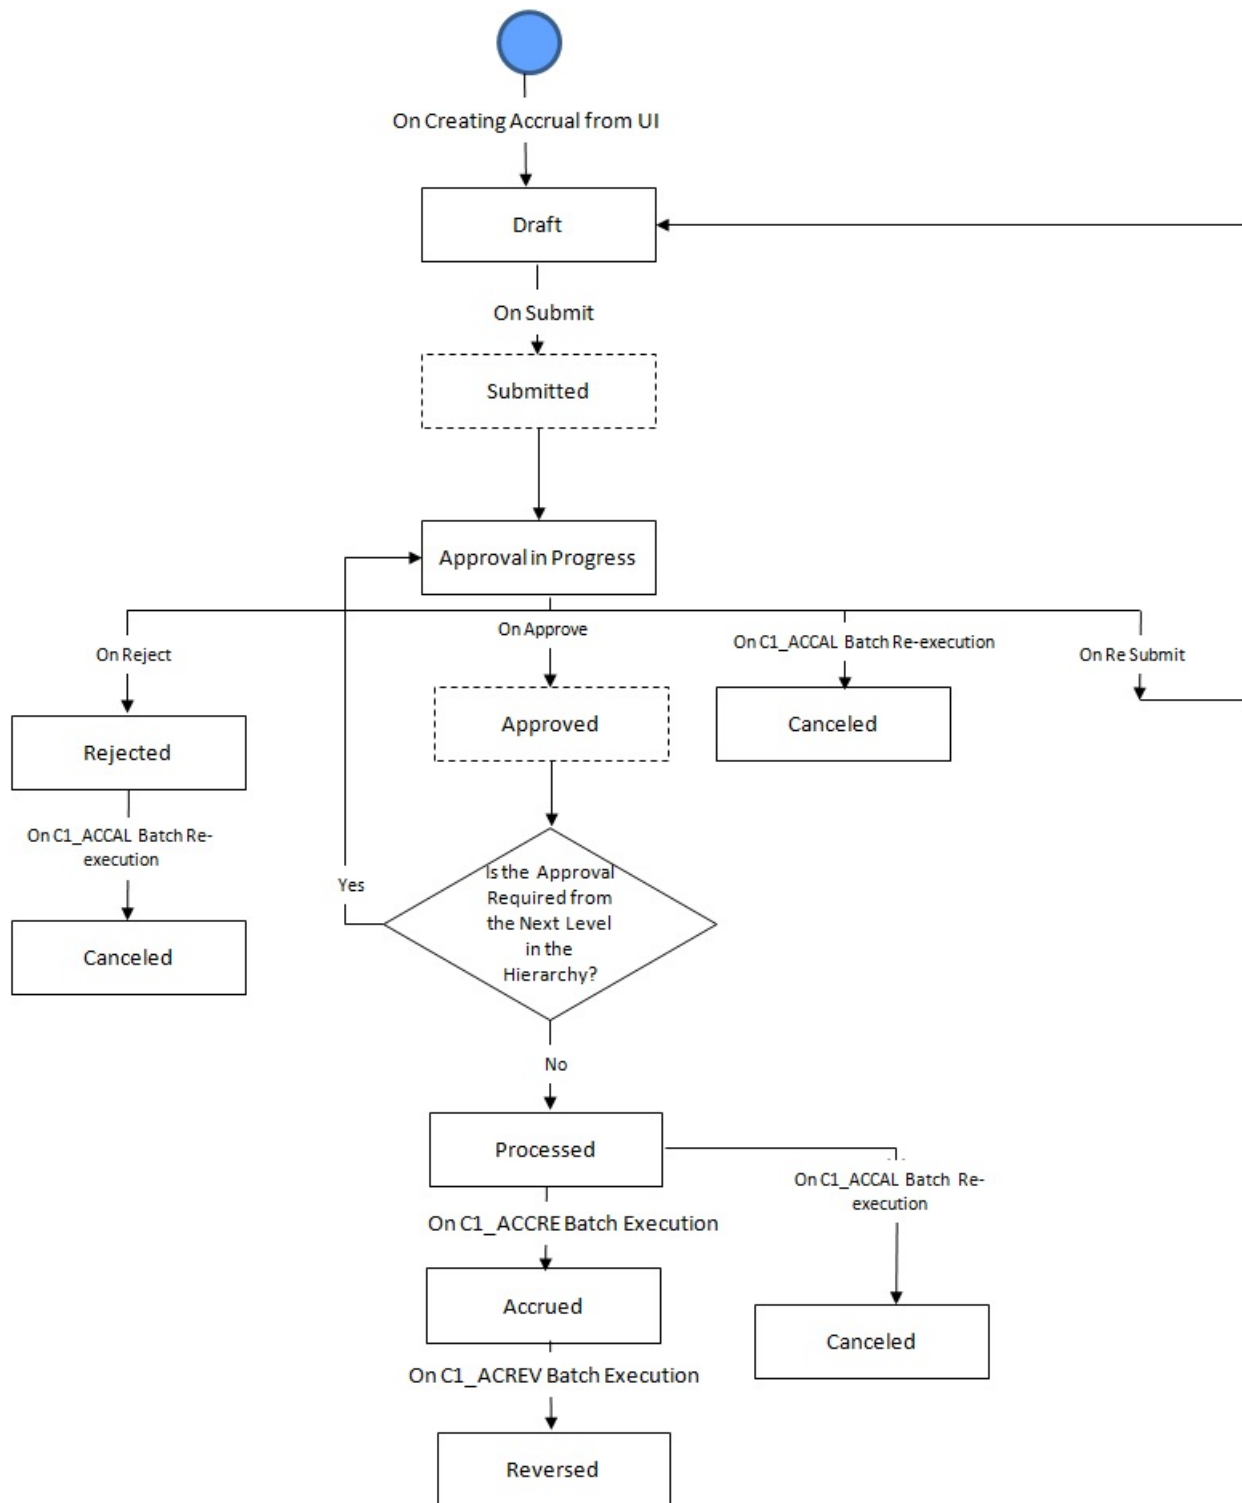 On Creating Accrual from UI
Draft
On Submit
Submitted
Approval in Progress
On Reject
On Approve
On C1_ACCAL Batch Re-execution
On Re Submit
Rejected
Approved
Canceled
On C1_ACCAL Batch Re-
execution
Canceled
Yes
Is the Approval
Required from
the Next Level
in the
Hierarchy?
No
Processed
On C1_ACCAL Batch Re-
execution
On C1_ACCRE Batch Execution
Accrued
Canceled
On C1_ACREV Batch Execution
Reversed